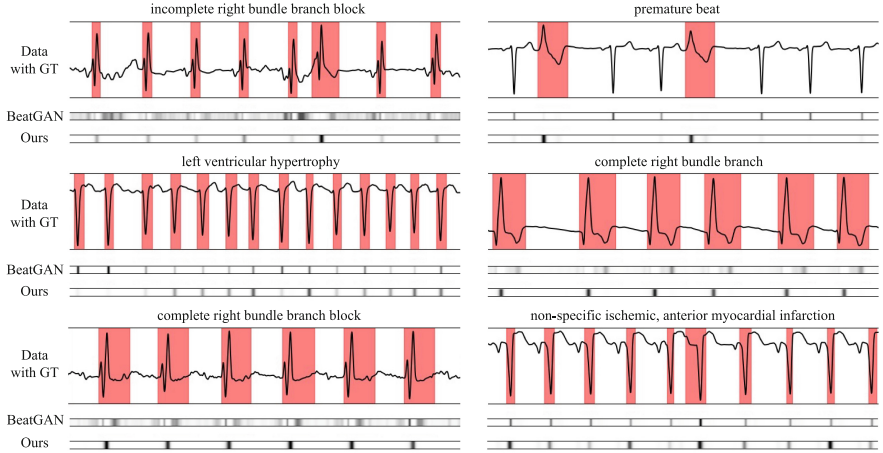 incomplete right bundle branch block
premature beat
Data
with GT
BeatGAN
Ours
left ventricular hypertrophy
complete right bundle branch
Data
with GT
BeatGAN
Ours
complete right bundle branch block
non-specific ischemic, anterior myocardial infarction
Data
with GT
BeatGAN
Ours